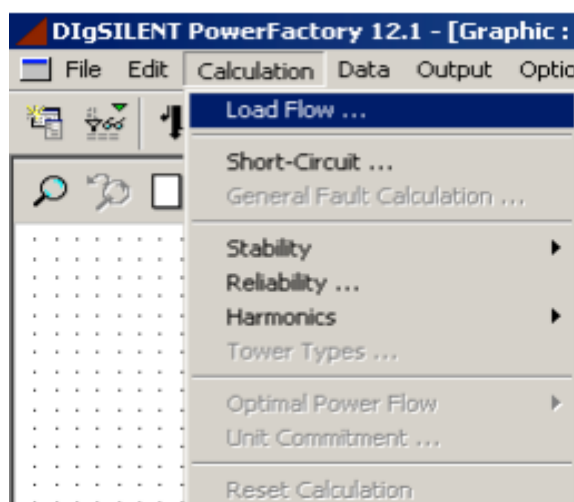 DIgSILENT PowerFactory 12.1 - [Graphic :
File Edit Calculation Data Output Optio
Load Flow ...
Short-Circuit ...
General Fault Calculation ...
Stability
Reliability ...
Harmonics
Tower Types ...
Optimal Power Flow
Unit Commitment ...
Reset Calculation